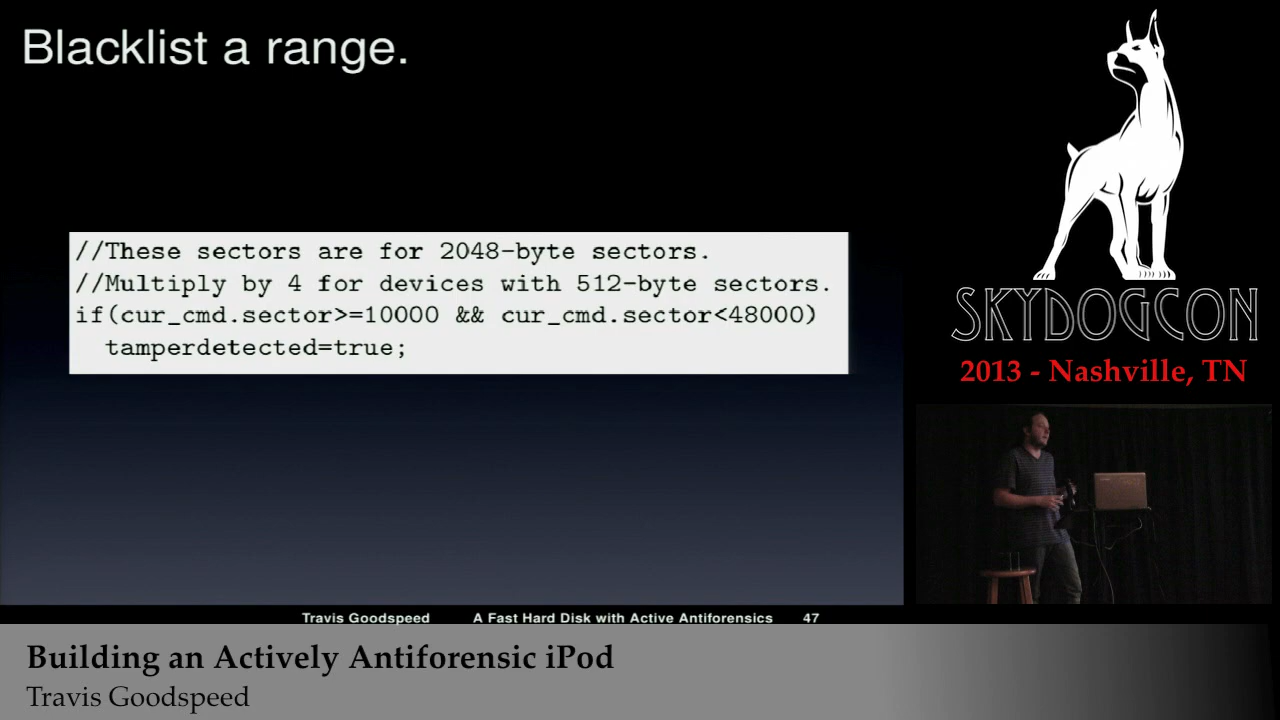 Blacklist a range.
//These sectors are for 2048-byte sectors.
//Multiply by 4 for devices with 512-byte sectors.
if(cur_cmd.sector>=10000 && cur_cmd.sector<48000)
tamperdetected=true;
Travis Goodspeed A Fast Hard Disk with Active Antiforensics 47
SKYDOGCON
2013 - Nashville, TN
Building an Actively Antiforensic iPod
Travis Goodspeed